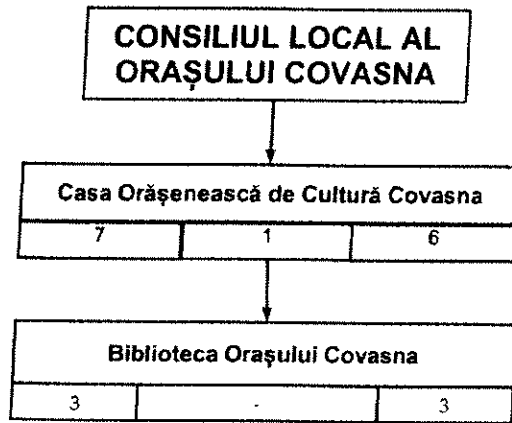 CONSILIUL LOCAL AL
ORAȘULUI COVASNA
Casa Orășenească de Cultură Covasna
7 1 6
Biblioteca Orașului Covasna
3 - 3